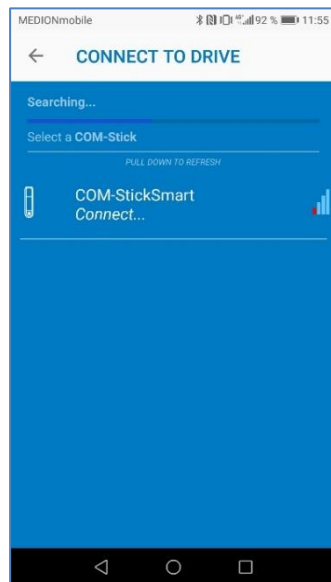 MEDIONmobile 92 % 11:55
CONNECT TO DRIVE
Searching...
Select a COM-Stick
PULL DOWN TO REFRESH
COM-StickSmart
Connect...